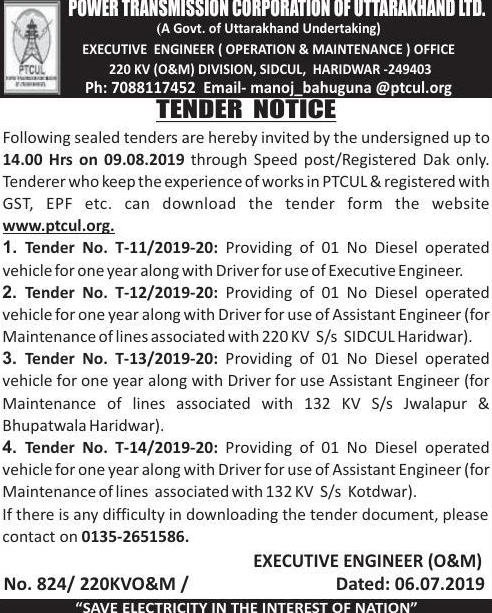 POWER TRANSMISSION CORPORATION OF UTTARAKHAND LTD.
(A Govt. of Uttarakhand Undertaking)
EXECUTIVE ENGINEER ( OPERATION & MAINTENANCE ) OFFICE
220 KV (O&M) DIVISION, SIDCUL, HARIDWAR -249403
Ph: 7088117452 Email- manoj_bahuguna @ptcul.org
PTCUL
TENDER NOTICE
Following sealed tenders are hereby invited by the undersigned up to
14.00 Hrs on 09.08.2019 through Speed post/Registered Dak only.
Tenderer who keep the experience of works in PTCUL & registered with
GST, EPF etc. can download the tender form the website
www.ptcul.org.
1. Tender No. T-11/2019-20: Providing of 01 No Diesel operated
vehicle for one year along with Driver for use of Executive Engineer.
2. Tender No. T-12/2019-20: Providing of 01 No Diesel operated
vehicle for one year along with Driver for use of Assistant Engineer (for
Maintenance of lines associated with 220 KV S/s SIDCUL Haridwar).
3. Tender No. T-13/2019-20: Providing of 01 No Diesel operated
vehicle for one year along with Driver for use Assistant Engineer (for
Maintenance of lines associated with 132 KV S/s Jwalapur &
Bhupatwala Haridwar).
4. Tender No. T-14/2019-20: Providing of 01 No Diesel operated
vehicle for one year along with Driver for use of Assistant Engineer (for
Maintenance of lines associated with 132 KV S/s Kotdwar).
If there is any difficulty in downloading the tender document, please
contact on 0135-2651586.
EXECUTIVE ENGINEER (O&M)
No. 824/ 220KVO&M / Dated: 06.07.2019
“SAVE ELECTRICITY IN THE INTEREST OF NATION”